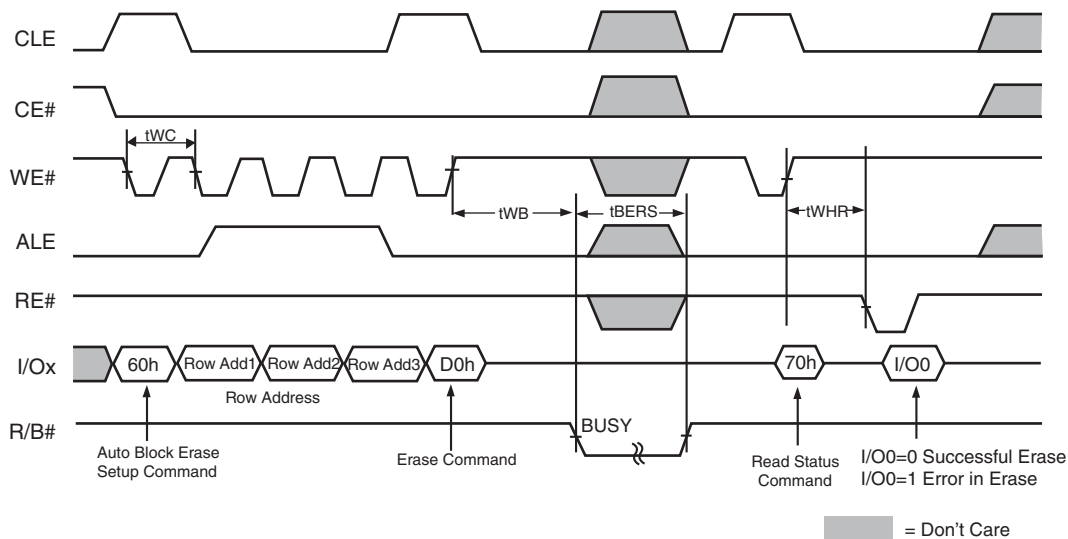 CLE
CE#
tWC
WE#
tWB
tBERS
tWHR
ALE
RE#
I/Ox
60h
Row Add1
Row Add2
Row Add3
D0h
70h
I/O0
Row Address
R/B#
BUSY
Auto Block Erase
Setup Command
Erase Command
Read Status
Command
I/O0=0 Successful Erase
I/O0=1 Error in Erase
= Don't Care